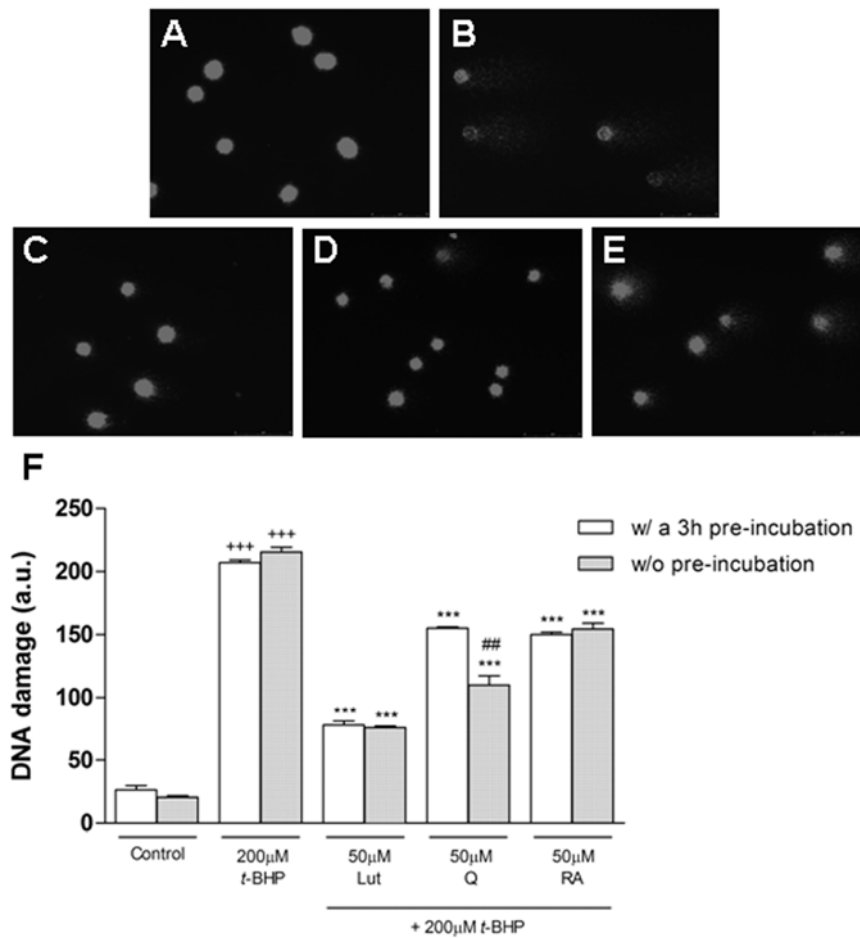 A
B
C
D
E
F
DNA damage (a.u.)
250
200
150
100
50
0
+++
+++
***
***
***
##
***
***
***
w/ a 3h pre-incubation
w/o pre-incubation
Control
200µM
t-BHP
50µM
Lut
50µM
Q
50µM
RA
+ 200µM t-BHP